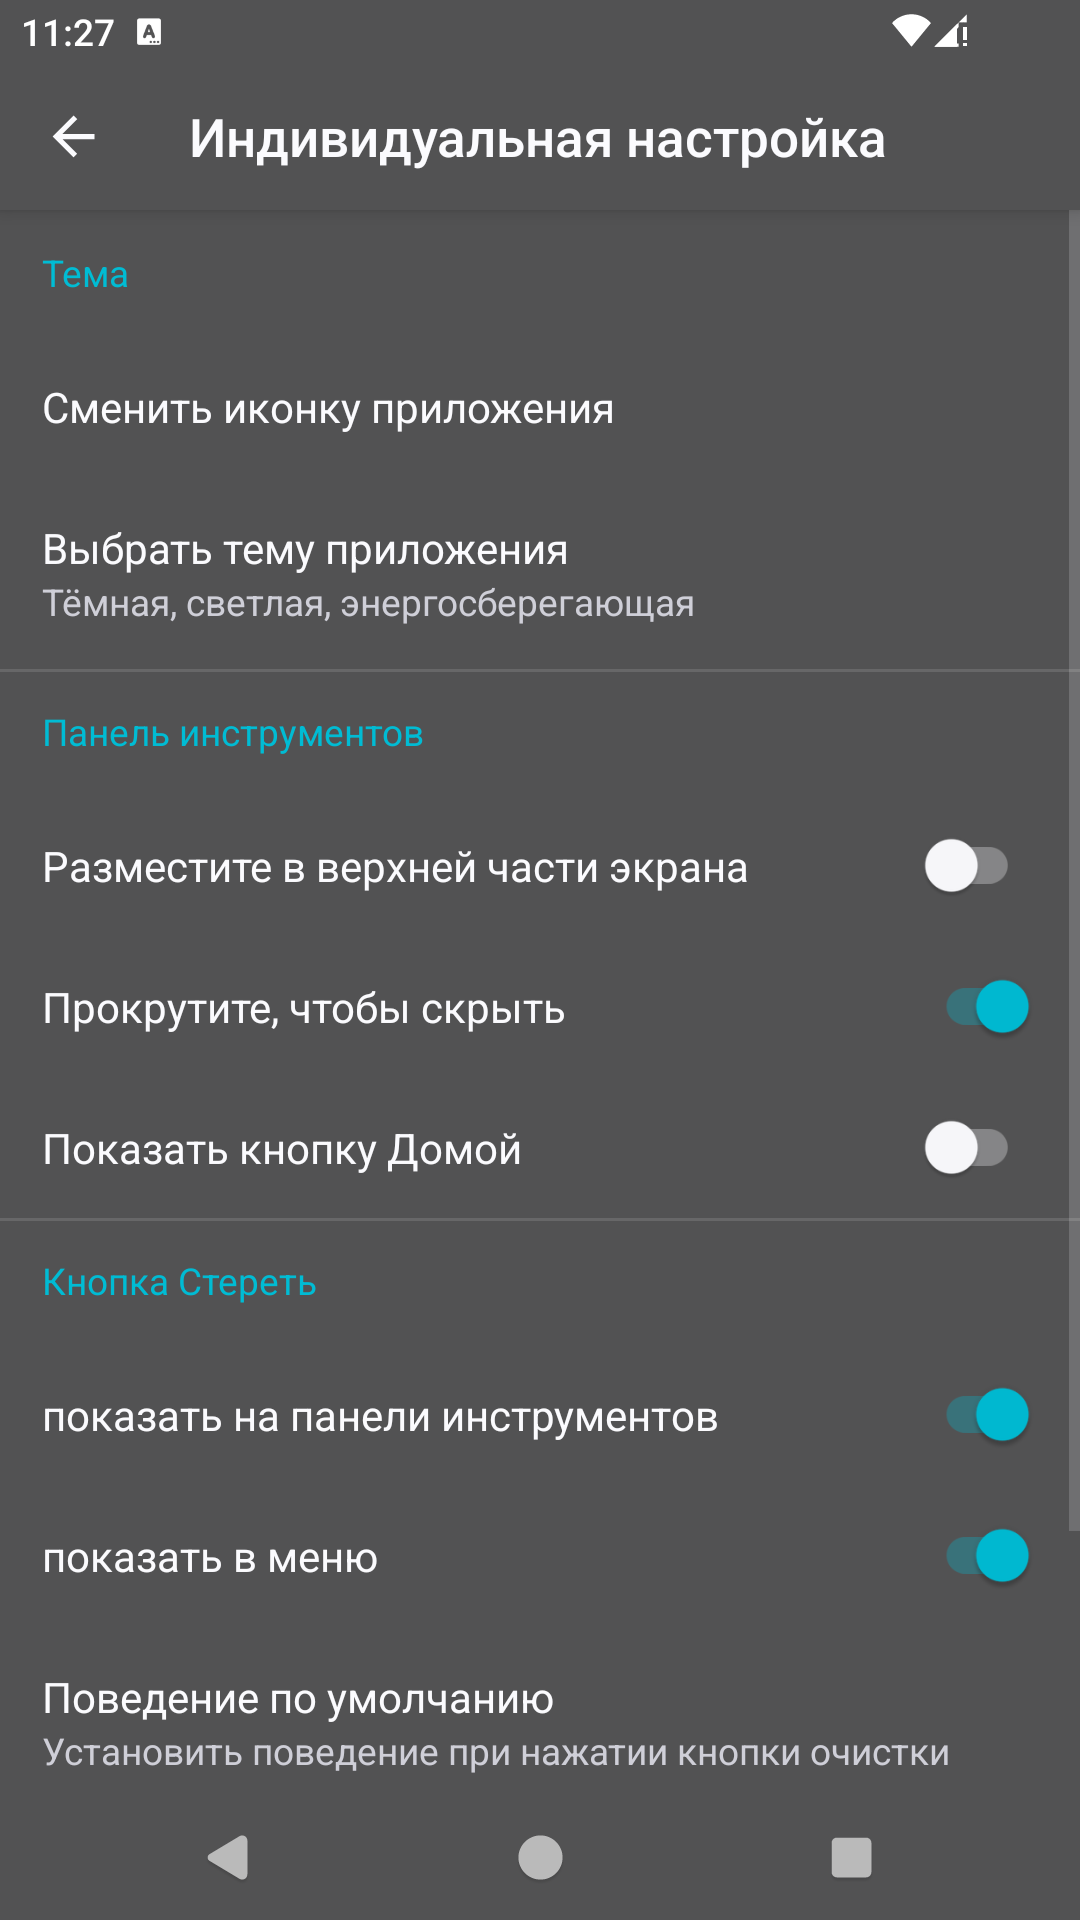 11:27
Индивидуальная настройка
Тема
Сменить иконку приложения
Выбрать тему приложения
Тёмная, светлая, энергосберегающая
Панель инструментов
Разместите в верхней части экрана
Прокрутите, чтобы скрыть
Показать кнопку Домой
Кнопка Стереть
показать на панели инструментов
показать в меню
Поведение по умолчанию
Установить поведение при нажатии кнопки очистки